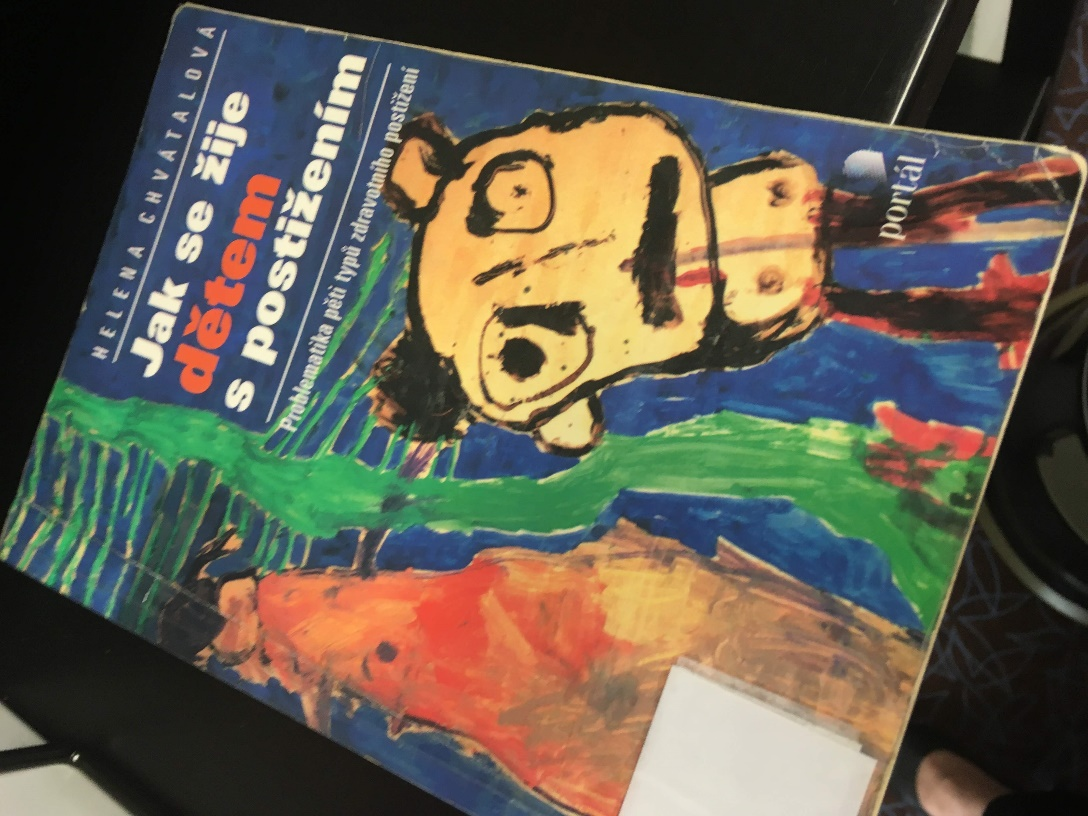 HELENA CHVÁTALOVÁ
Jak se žije
dětem
s postižením
Problematika pěti typů zdravotního postižení
portál